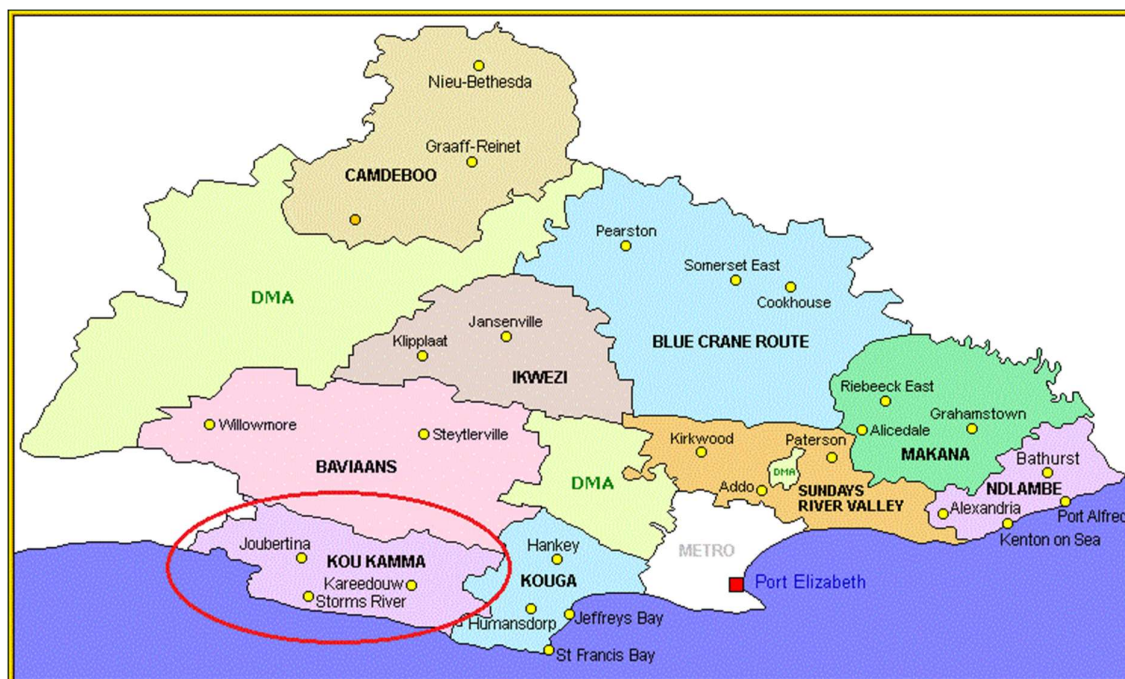 Nieu-Bethesda
Graaff-Reinet
CAMDEBOO
Pearston
Somerset East
Cookhouse
DMA
Jansenville
Klipplaat
BLUE CRANE ROUTE
IKWEZI
Riebeeck East
Grahamstown
Willowmore
Steytlerville
Kirkwood
Paterson
Alicedale
MAKANA
BAVIAANS
Bathurst
DMA
DMA
Addo
SUNDAYS
RIVER VALLEY
NDLAMBE
Alexandria
Port Alfred
Kenton on Sea
Joubertina
KOU KAMMA
Hankey
METRO
Kareedouw
KOUGA
Port Elizabeth
Storms River
Humansdorp
Jeffreys Bay
St Francis Bay